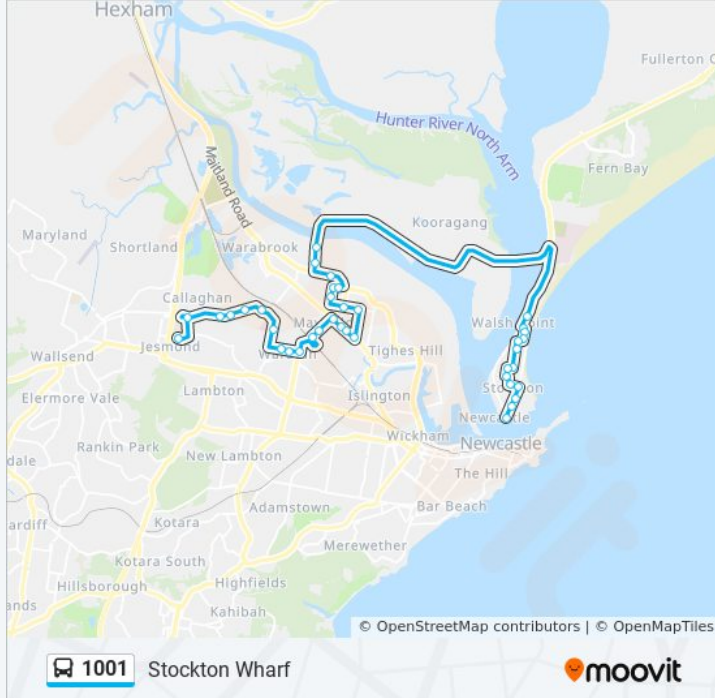 Hexham
Fullerton C
Hunter River North Arm
Fern Bay
Maitland Road
Kooragang
Maryland
Shortland
Warabrook
Callaghan
Walsh Point
Wallsend
Jesmond
Tighes Hill
Lambton
Islington
Elermore Vale
Wickham
Newcastle
Newcastle
Rankin Park
New Lambton
The Hill
dale
Bar Beach
Adamstown
ardiff
Kotara
Merewether
Kotara South
Hillsborough
Highfields
ands
Kahibah
© OpenStreetMap contributors | © OpenMapTiles
1001 Stockton Wharf
moovit